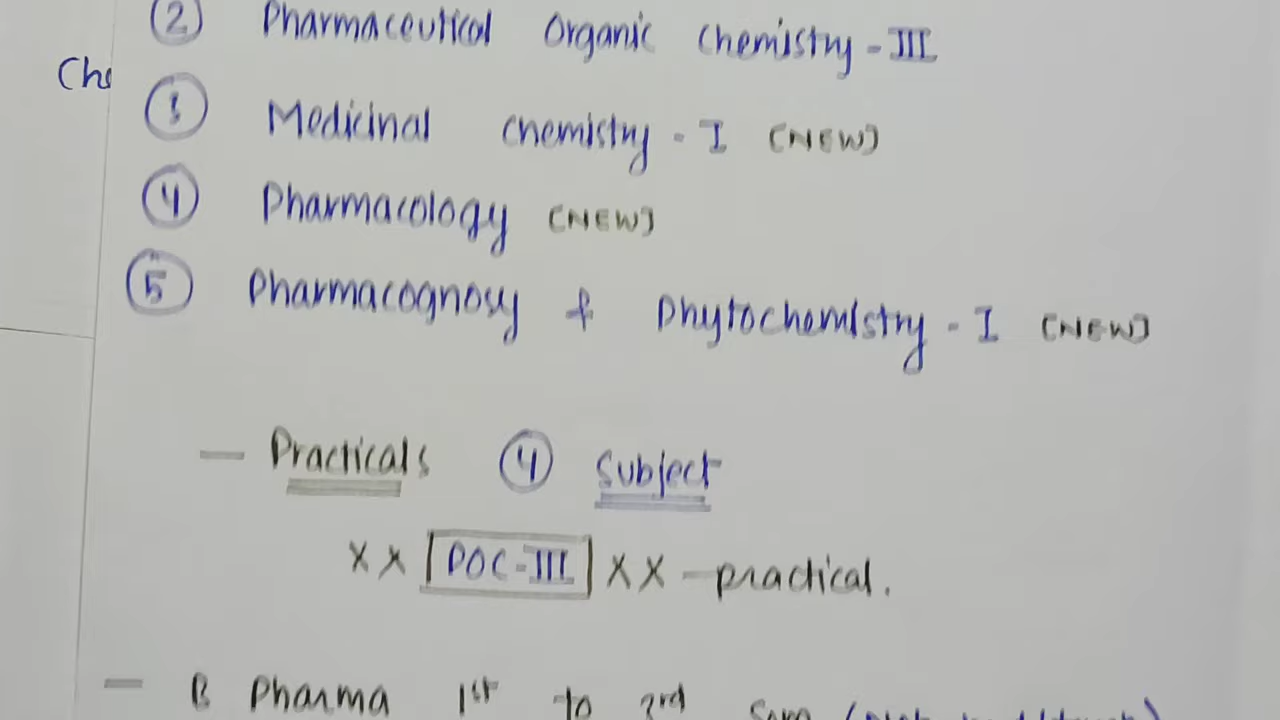 ② Pharmaceutical Organic Chemistry - III
Ch
③ Medicinal chemistry - I [NEW]
④ Pharmacology [NEW]
⑤ Pharmacognosy & Phytochemistry - I [NEW]
— Practicals ④ Subject
X X POC-III X X - practical.
— B Pharma 1st to 3rd Sem